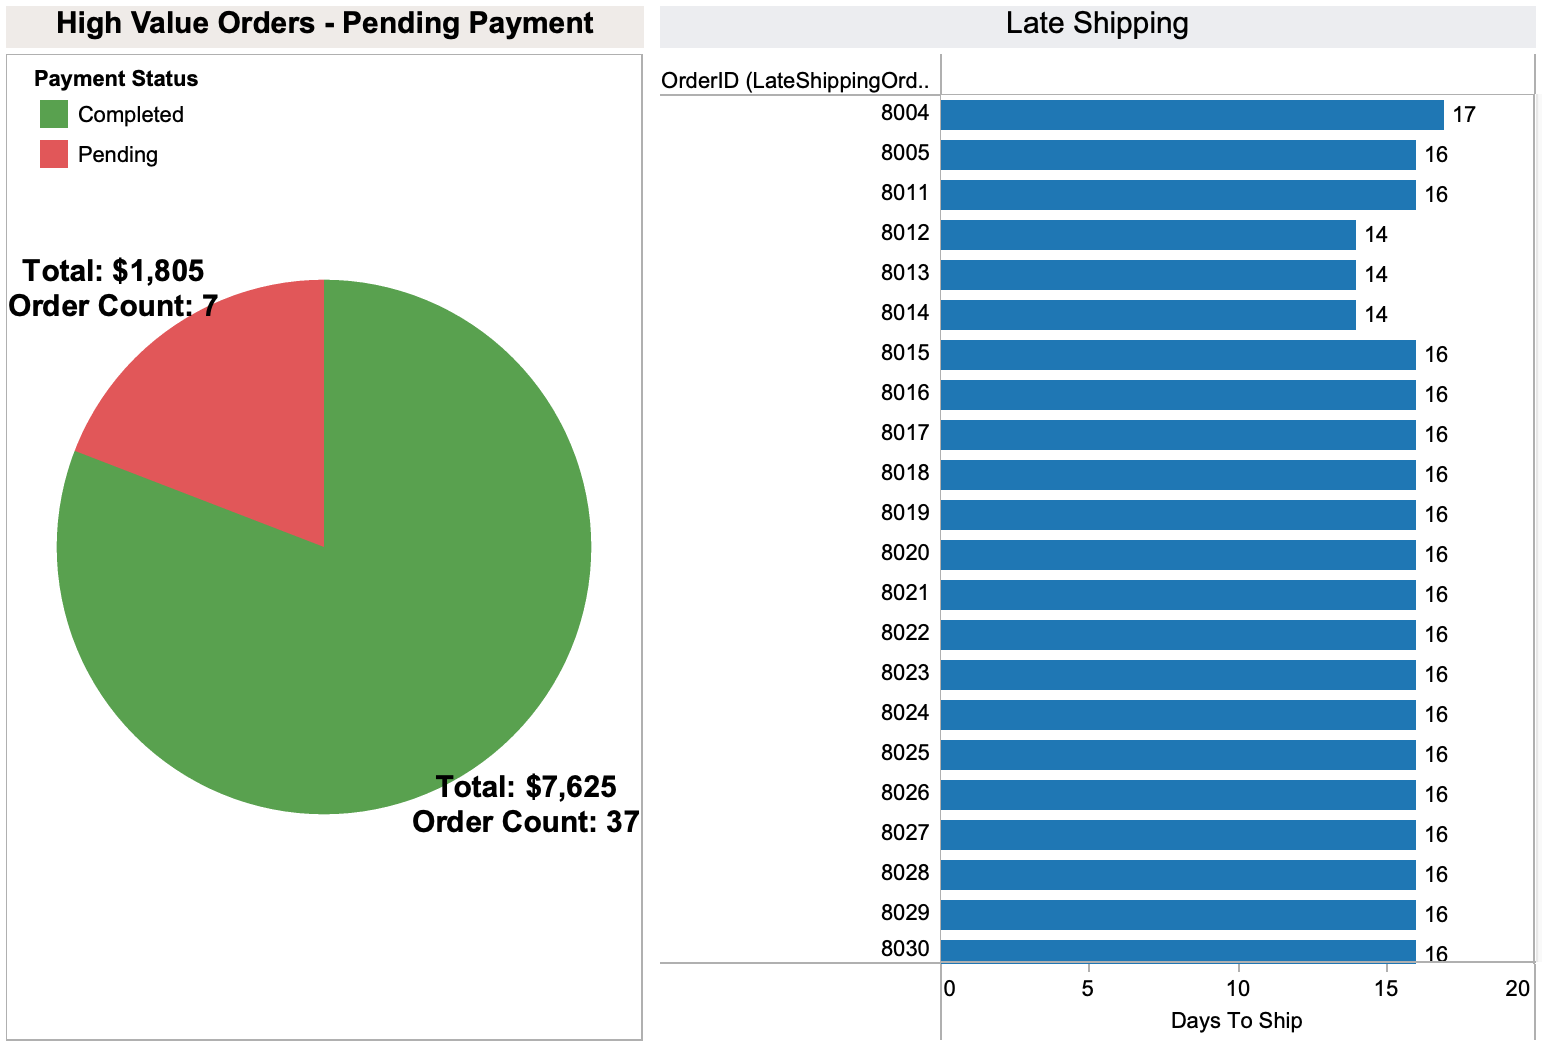 High Value Orders - Pending Payment
Payment Status
Completed
Pending
Total: $1,805
Order Count: 7
Total: $7,625
Order Count: 37
Late Shipping
OrderID (LateShippingOrd..
8004 17
8005 16
8011 16
8012 14
8013 14
8014 14
8015 16
8016 16
8017 16
8018 16
8019 16
8020 16
8021 16
8022 16
8023 16
8024 16
8025 16
8026 16
8027 16
8028 16
8029 16
8030 16
0 5 10 15 20
Days To Ship